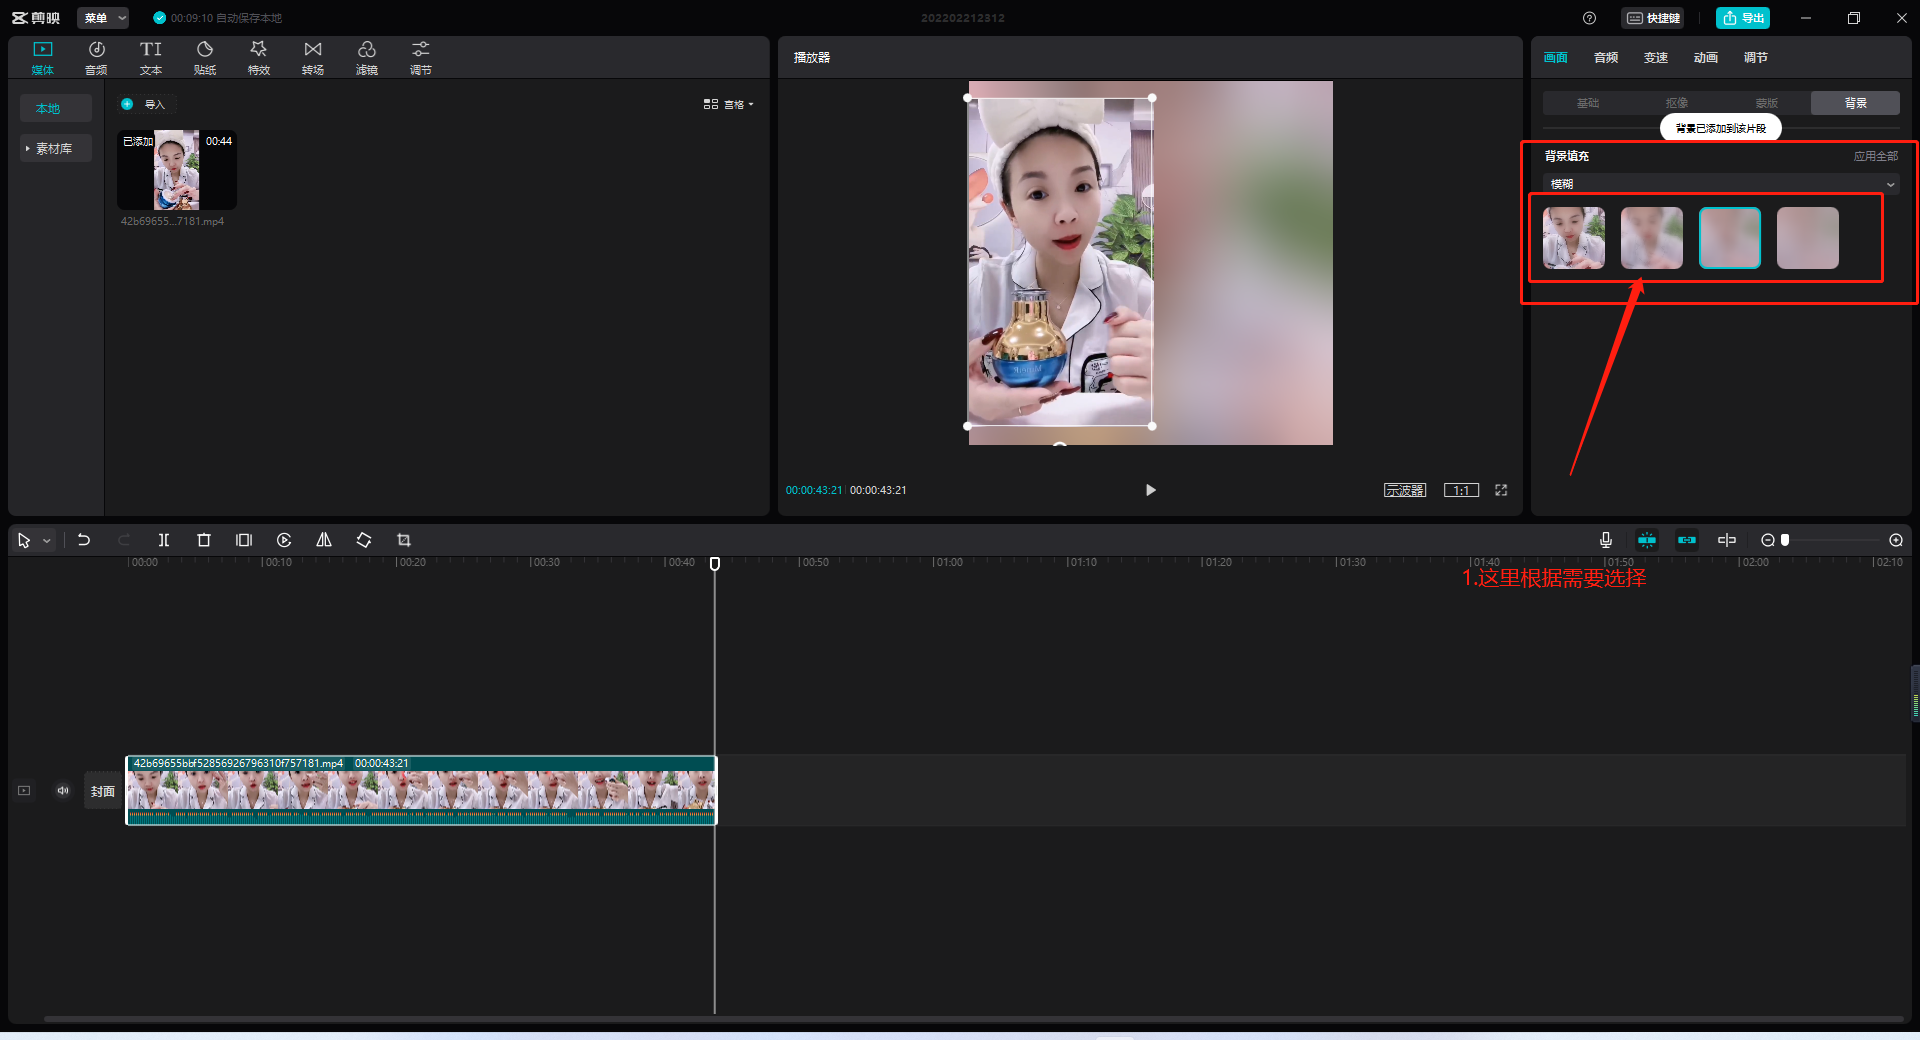 剪映
菜单
00:09:10 自动保存本地
202202212312
快捷键
导出
媒体
音频
TI
文本
贴纸
特效
转场
滤镜
调节
本地
素材库
导入
宫格
已添加
00:44
42b69655...7181.mp4
播放器
00:00:43:21
00:00:43:21
示波器
1:1
画面
音频
变速
动画
调节
基础
抠像
蒙版
背景
背景已添加到该片段
背景填充
应用全部
模糊
00:00
00:10
00:20
00:30
00:40
00:50
01:00
01:10
01:20
01:30
01:40
01:50
02:00
02:10
1.这里根据需要选择
封面
42b69655bbf52856926796310f757181.mp4
00:00:43:21